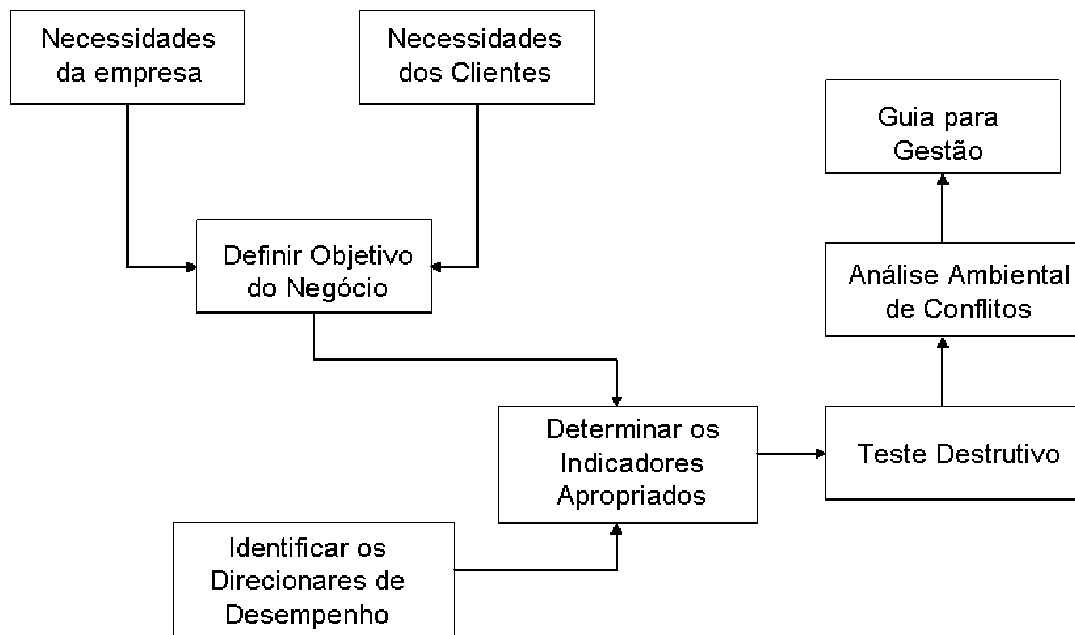 Necessidades
da empresa
Necessidades
dos Clientes
Guia para
Gestão
Definir Objetivo
do Negócio
Análise Ambiental
de Conflitos
Determinar os
Indicadores
Apropriados
Teste Destrutivo
Identificar os
Direcionares de
Desempenho